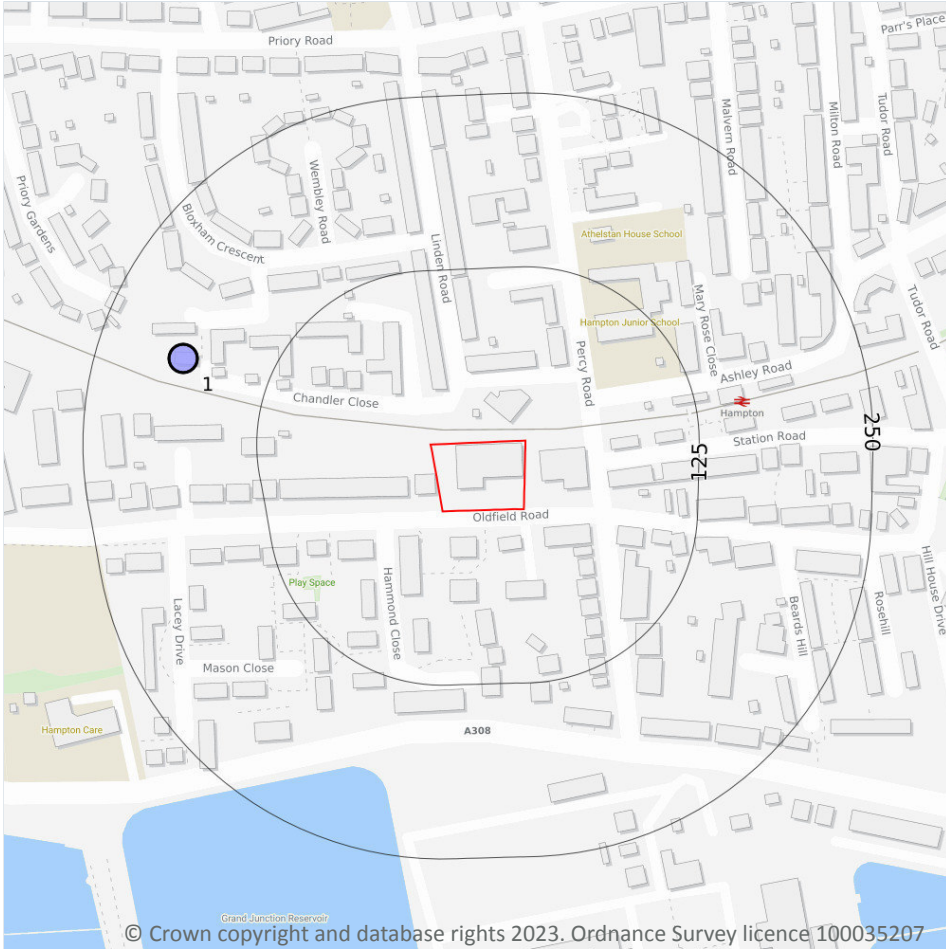 Priory Road
Parr's Place
Malvern Road
Milton Road
Tudor Road
Wembley Road
Priory Gardens
Bloxham Crescent
Linden Road
Athelstan House School
Mary Rose Close
Tudor Road
Hampton Junior School
Percy Road
1
Ashley Road
Chandler Close
Hampton
Station Road
250
125
Oldfield Road
Hill House Drive
Play Space
Hammond Close
Lacey Drive
Beards Hill
Rosehill
Mason Close
Hampton Care
A308
Grand Junction Reservoir
© Crown copyright and database rights 2023. Ordnance Survey licence 100035207